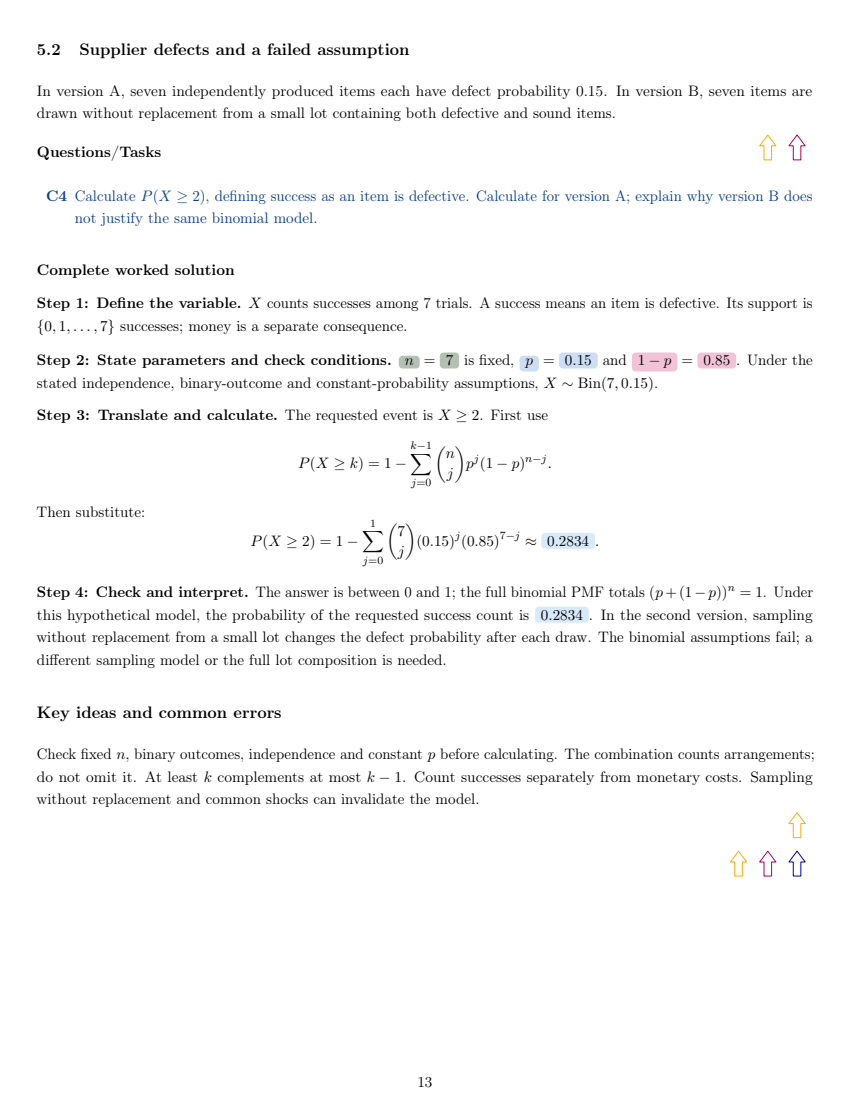 5.2 Supplier defects and a failed assumption
In version A, seven independently produced items each have defect probability 0.15. In version B, seven items are
drawn without replacement from a small lot containing both defective and sound items.
Questions/Tasks
C4 Calculate P(X ≥ 2), defining success as an item is defective. Calculate for version A; explain why version B does
not justify the same binomial model.
Complete worked solution
Step 1: Define the variable. X counts successes among 7 trials. A success means an item is defective. Its support is
{0, 1, . . . , 7} successes; money is a separate consequence.
Step 2: State parameters and check conditions. n = 7 is fixed, p = 0.15 and 1 − p = 0.85 . Under the
stated independence, binary-outcome and constant-probability assumptions, X ∼ Bin(7, 0.15).
Step 3: Translate and calculate. The requested event is X ≥ 2. First use
P(X ≥ k) = 1 − ∑_{j=0}^{k−1} (n j) p^j (1 − p)^{n−j}.
Then substitute:
P(X ≥ 2) = 1 − ∑_{j=0}^{1} (7 j) (0.15)^j (0.85)^{7−j} ≈ 0.2834 .
Step 4: Check and interpret. The answer is between 0 and 1; the full binomial PMF totals (p + (1 − p))^n = 1. Under
this hypothetical model, the probability of the requested success count is 0.2834 . In the second version, sampling
without replacement from a small lot changes the defect probability after each draw. The binomial assumptions fail; a
different sampling model or the full lot composition is needed.
Key ideas and common errors
Check fixed n, binary outcomes, independence and constant p before calculating. The combination counts arrangements;
do not omit it. At least k complements at most k − 1. Count successes separately from monetary costs. Sampling
without replacement and common shocks can invalidate the model.
13